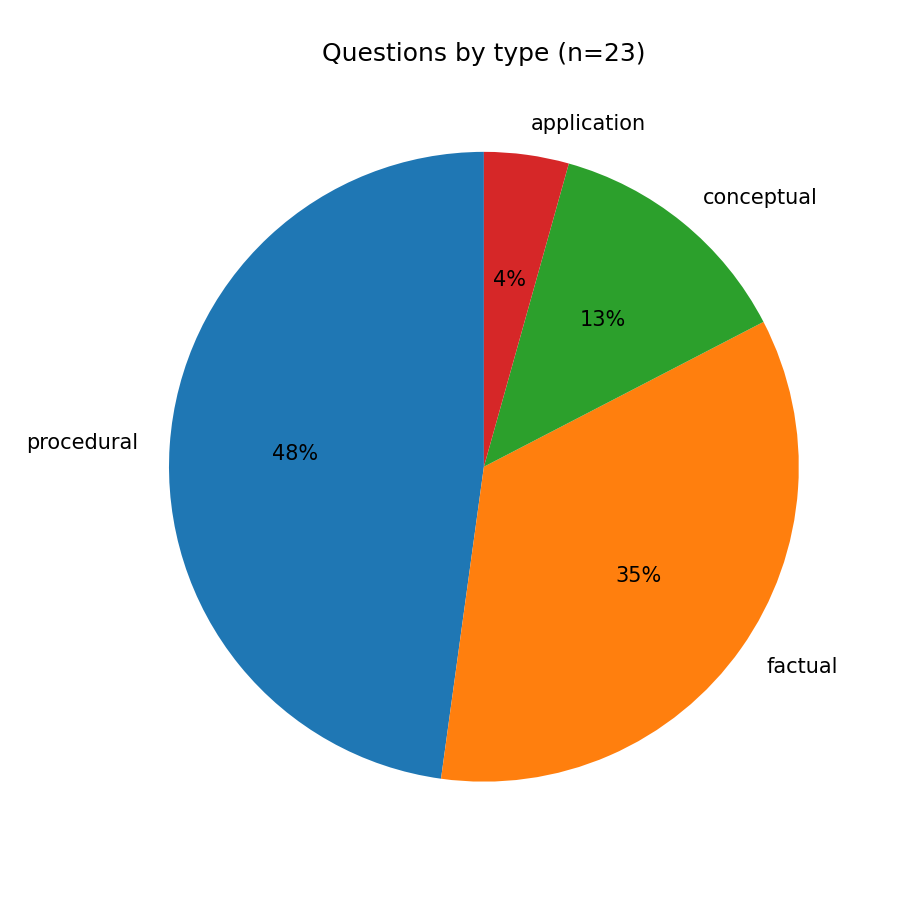 Questions by type (n=23)
application
conceptual
4%
13%
procedural
48%
35%
factual